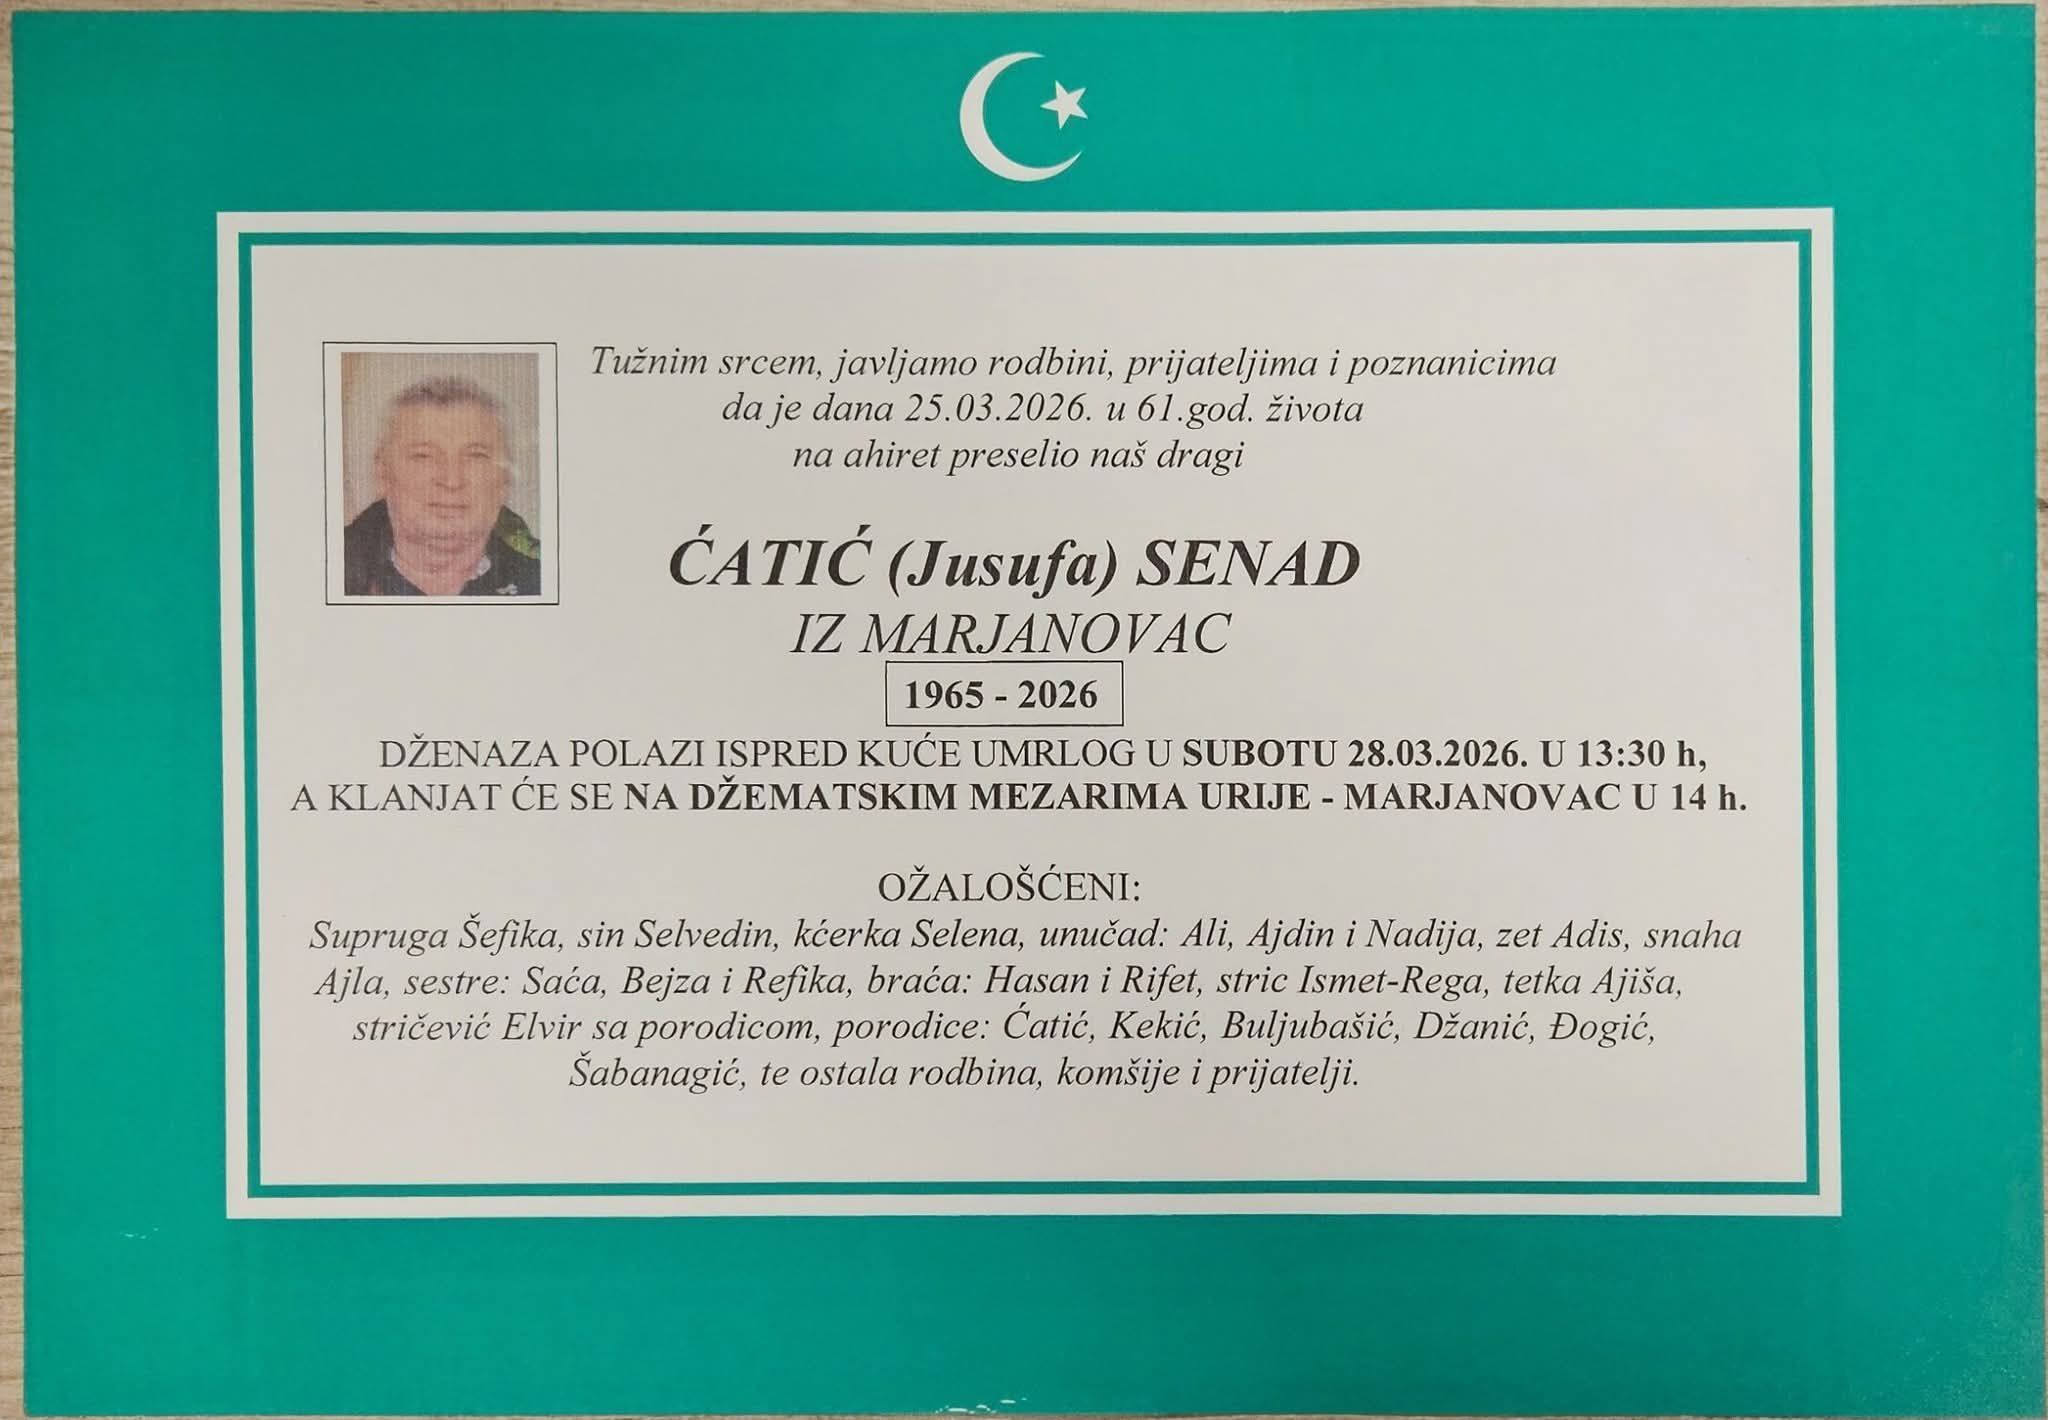 Tužnim srcem, javljamo rodbini, prijateljima i poznanicima
da je dana 25.03.2026. u 61.god. života
na ahiret preselio naš dragi
ĆATIĆ (Jusufa) SENAD
IZ MARJANOVAC
1965 - 2026
DŽENAZA POLAZI ISPRED KUĆE UMRLOG U SUBOTU 28.03.2026. U 13:30 h,
A KLANJAT ĆE SE NA DŽEMATSKIM MEZARIMA URIJE - MARJANOVAC U 14 h.
OŽALOŠĆENI:
Supruga Šefika, sin Selvedin, kćerka Selena, unučad: Ali, Ajdin i Nadija, zet Adis, snaha
Ajla, sestre: Saća, Bejza i Refika, braća: Hasan i Rifet, stric Ismet-Rega, tetka Ajiša,
stričević Elvir sa porodicom, porodice: Ćatić, Kekić, Buljubašić, Džanić, Đogić,
Šabanagić, te ostala rodbina, komšije i prijatelji.